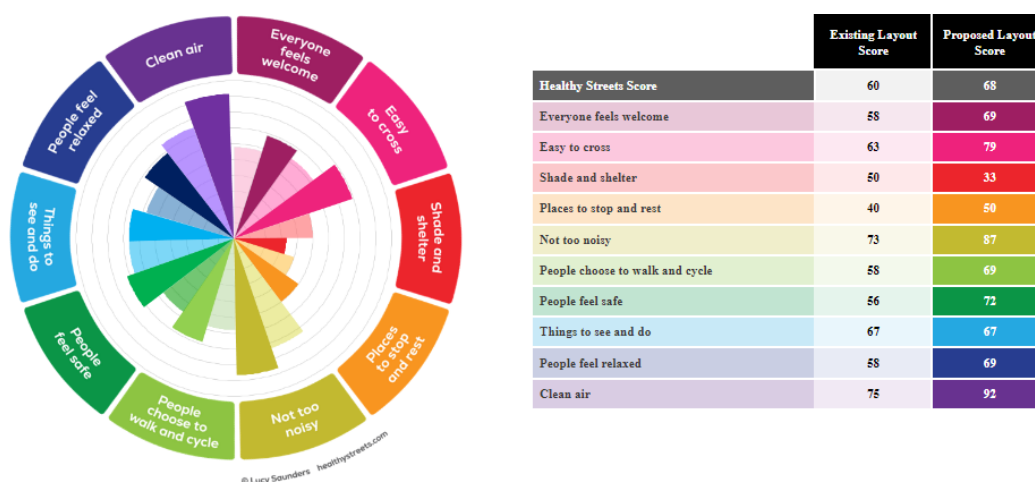 Clean air
Everyone
feels
welcome
Easy
to cross
Shade and
shelter
Places
to stop
and rest
Not too
noisy
People
choose to
walk and cycle
People
feel safe
Things to
see and do
People feel
relaxed
© Lucy Saunders healthystreets.com
Existing Layout Proposed Layout
Score Score
Healthy Streets Score 60 68
Everyone feels welcome 58 69
Easy to cross 63 79
Shade and shelter 50 33
Places to stop and rest 40 50
Not too noisy 73 87
People choose to walk and cycle 58 69
People feel safe 56 72
Things to see and do 67 67
People feel relaxed 58 69
Clean air 75 92